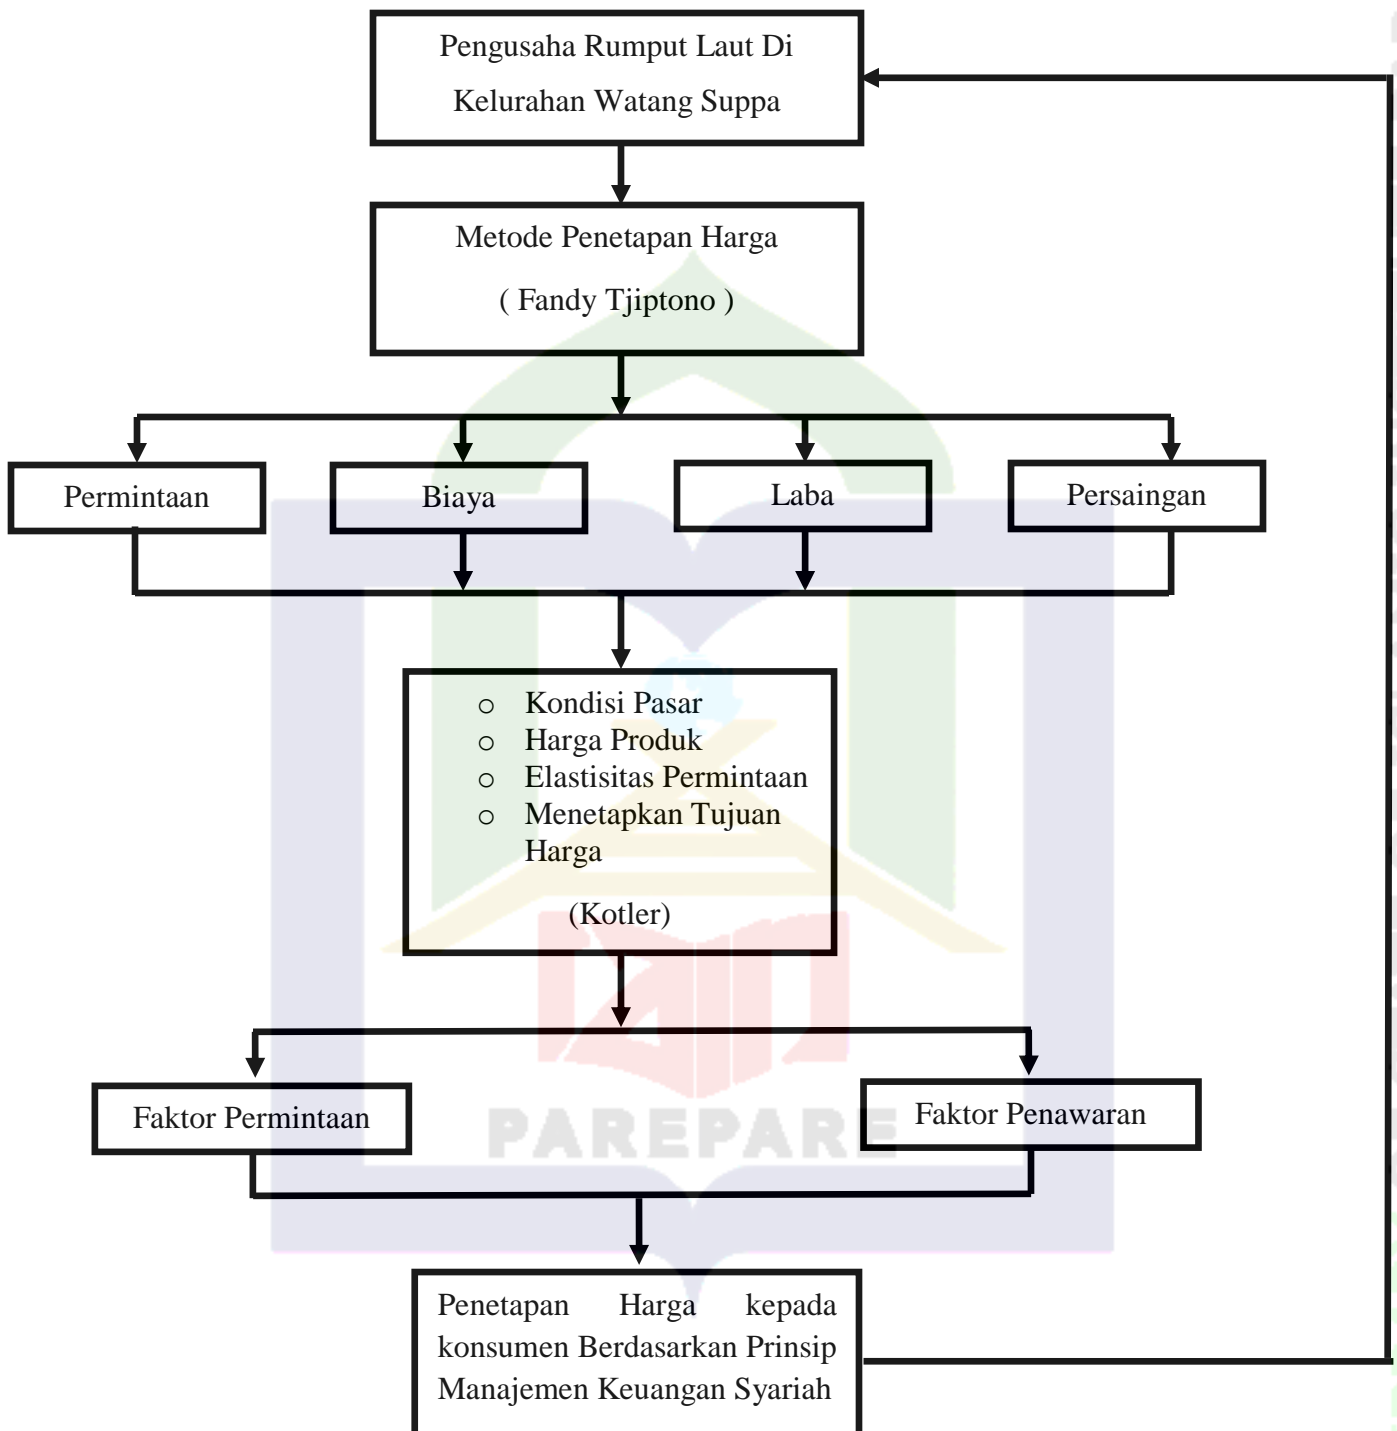 Pengusaha Rumput Laut Di
Kelurahan Watang Suppa
Metode Penetapan Harga
( Fandy Tjiptono )
Permintaan
Biaya
Laba
Persaingan
o Kondisi Pasar
o Harga Produk
o Elastisitas Permintaan
o Menetapkan Tujuan
Harga
(Kotler)
Faktor Permintaan
Faktor Penawaran
PAREPARE
Penetapan Harga kepada
konsumen Berdasarkan Prinsip
Manajemen Keuangan Syariah